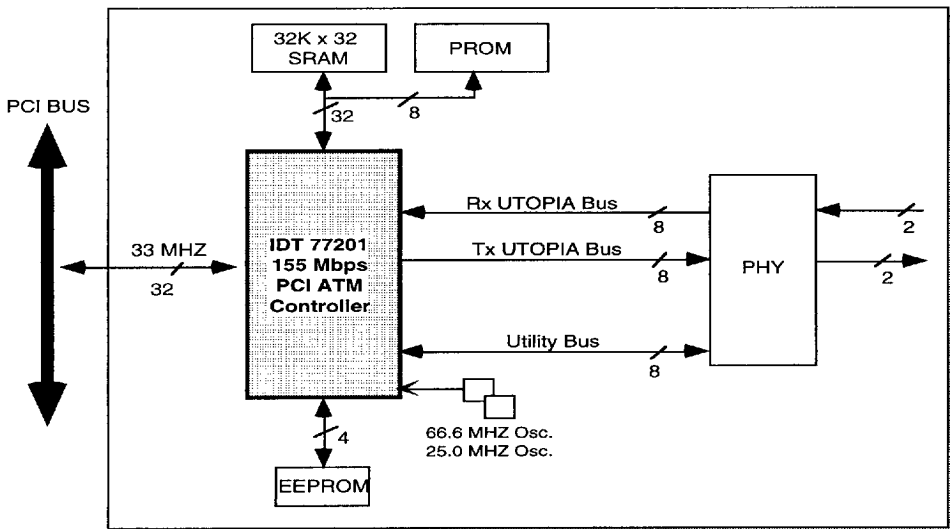 32K x 32
SRAM
PROM
PCI BUS
32
8
Rx UTOPIA Bus
8
2
IDT 77201
155 Mbps
PCI ATM
Controller
33 MHZ
32
Tx UTOPIA Bus
8
PHY
2
Utility Bus
8
4
66.6 MHZ Osc.
25.0 MHZ Osc.
EEPROM